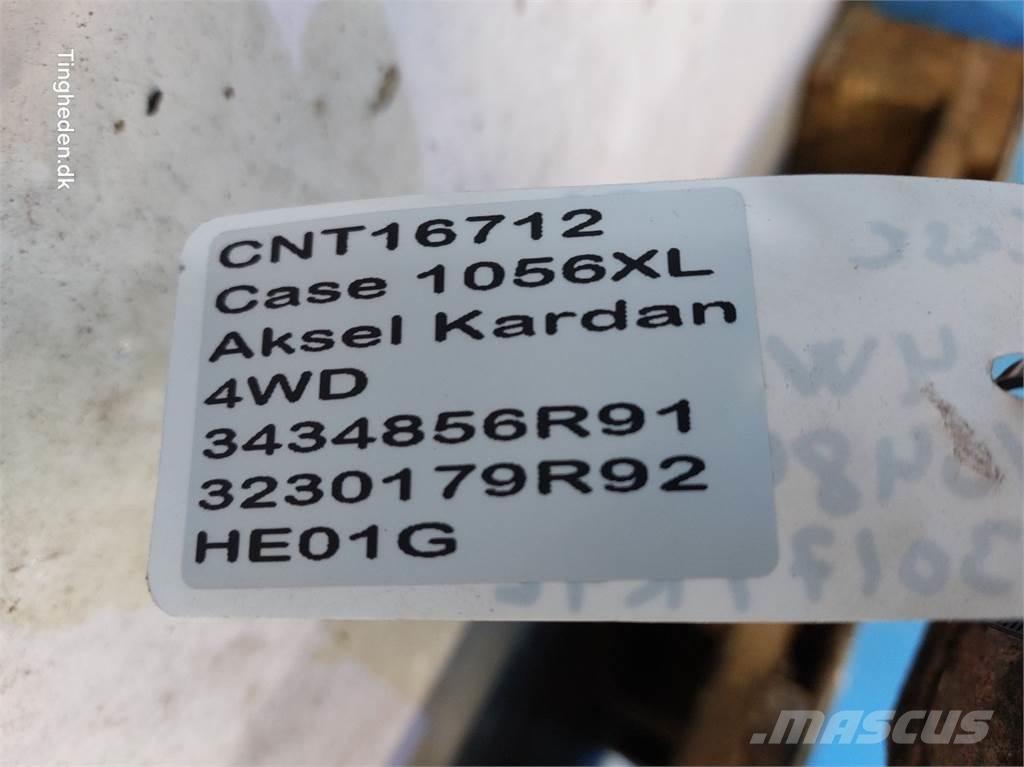 Tingheden.dk
CNT16712
Case 1056XL
Aksel Kardan
4WD
3434856R91
3230179R92
HE01G
MASCUS